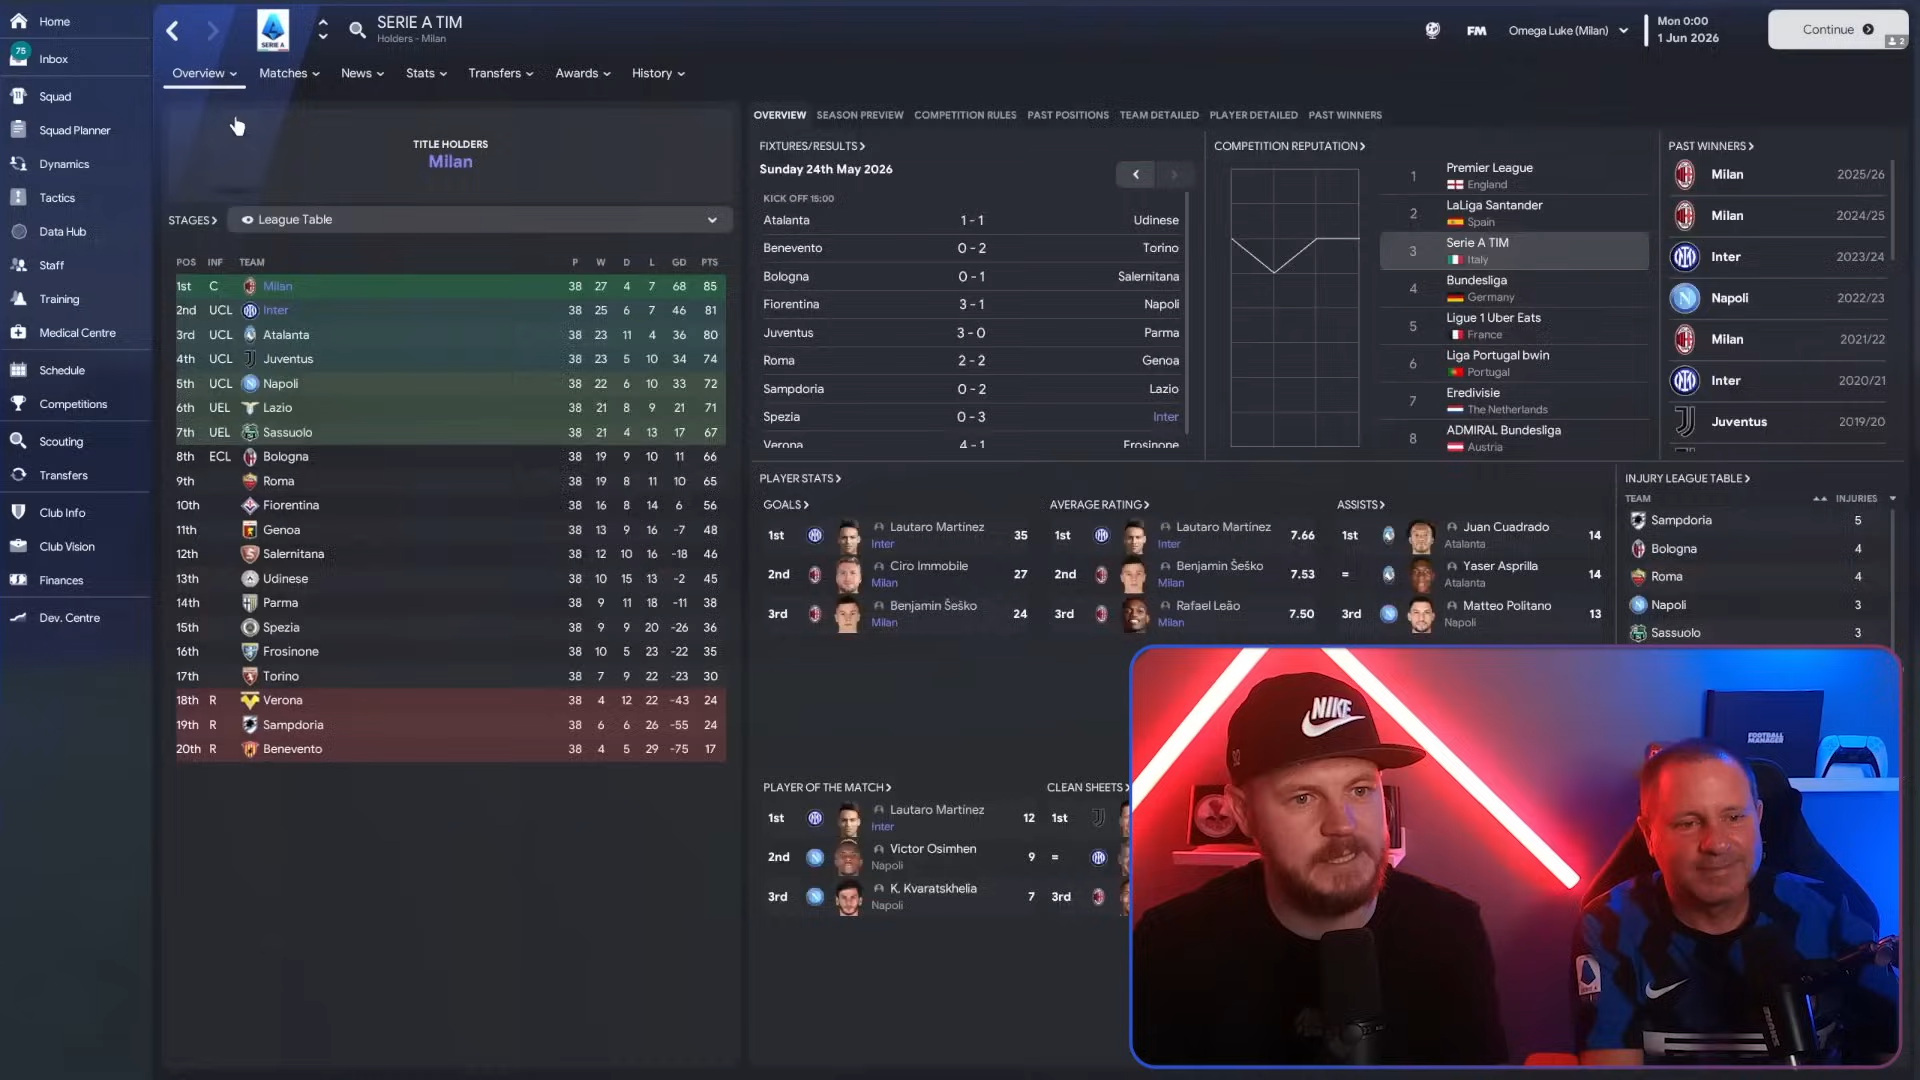 Home
75
Inbox
Squad
Squad Planner
Dynamics
Tactics
Data Hub
Staff
Training
Medical Centre
Schedule
Competitions
Scouting
Transfers
Club Info
Club Vision
Finances
Dev. Centre
SERIE A
SERIE A TIM
Holders - Milan
FM
Omega Luke (Milan)
Mon 0:00
1 Jun 2026
Continue
2
Overview Matches News Stats Transfers Awards History
TITLE HOLDERS
Milan
STAGES League Table
POS INF TEAM P W D L GD PTS
1st C Milan 38 27 4 7 68 85
2nd UCL Inter 38 25 6 7 46 81
3rd UCL Atalanta 38 23 11 4 36 80
4th UCL Juventus 38 23 5 10 34 74
5th UCL Napoli 38 22 6 10 33 72
6th UEL Lazio 38 21 8 9 21 71
7th UEL Sassuolo 38 21 4 13 17 67
8th ECL Bologna 38 19 9 10 11 66
9th Roma 38 19 8 11 10 65
10th Fiorentina 38 16 8 14 6 56
11th Genoa 38 13 9 16 -7 48
12th Salernitana 38 12 10 16 -18 46
13th Udinese 38 10 15 13 -2 45
14th Parma 38 9 11 18 -11 38
15th Spezia 38 9 9 20 -26 36
16th Frosinone 38 10 5 23 -22 35
17th Torino 38 7 9 22 -23 30
18th R Verona 38 4 12 22 -43 24
19th R Sampdoria 38 6 6 26 -55 24
20th R Benevento 38 4 5 29 -75 17
OVERVIEW SEASON PREVIEW COMPETITION RULES PAST POSITIONS TEAM DETAILED PLAYER DETAILED PAST WINNERS
FIXTURES/RESULTS
Sunday 24th May 2026
KICK OFF 15:00
Atalanta 1 - 1 Udinese
Benevento 0 - 2 Torino
Bologna 0 - 1 Salernitana
Fiorentina 3 - 1 Napoli
Juventus 3 - 0 Parma
Roma 2 - 2 Genoa
Sampdoria 0 - 2 Lazio
Spezia 0 - 3 Inter
Verona 4 - 1 Frosinone
COMPETITION REPUTATION
1 Premier League
England
2 LaLiga Santander
Spain
3 Serie A TIM
Italy
4 Bundesliga
Germany
5 Ligue 1 Uber Eats
France
6 Liga Portugal bwin
Portugal
7 Eredivisie
The Netherlands
8 ADMIRAL Bundesliga
Austria
PAST WINNERS
Milan 2025/26
Milan 2024/25
Inter 2023/24
Napoli 2022/23
Milan 2021/22
Inter 2020/21
Juventus 2019/20
PLAYER STATS
GOALS
1st Lautaro Martínez 35
Inter
2nd Ciro Immobile 27
Milan
3rd Benjamin Šeško 24
Milan
AVERAGE RATING
1st Lautaro Martínez 7.66
Inter
2nd Benjamin Šeško 7.53
Milan
3rd Rafael Leão 7.50
Milan
ASSISTS
1st Juan Cuadrado 14
Atalanta
= Yaser Asprilla 14
Atalanta
3rd Matteo Politano 13
Napoli
INJURY LEAGUE TABLE
TEAM INJURIES
Sampdoria 5
Bologna 4
Roma 4
Napoli 3
Sassuolo 3
PLAYER OF THE MATCH
1st Lautaro Martínez 12
Inter
2nd Victor Osimhen 9
Napoli
3rd K. Kvaratskhelia 7
Napoli
CLEAN SHEETS
1st
=
3rd
NIKE
FOOTBALL
MANAGER